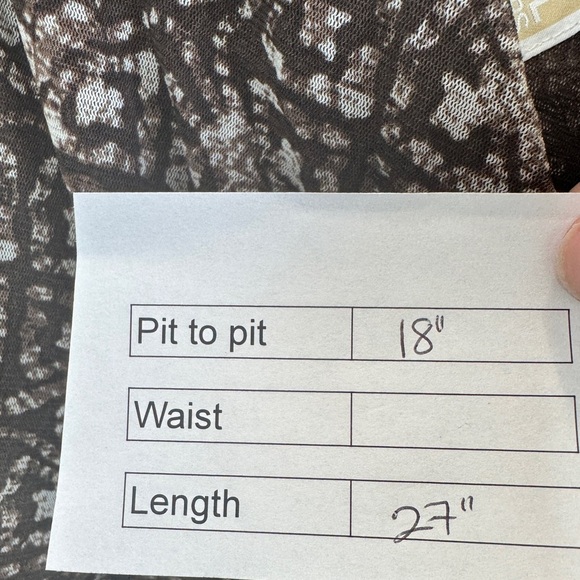 Pit to pit 18"
Waist
Length 27"